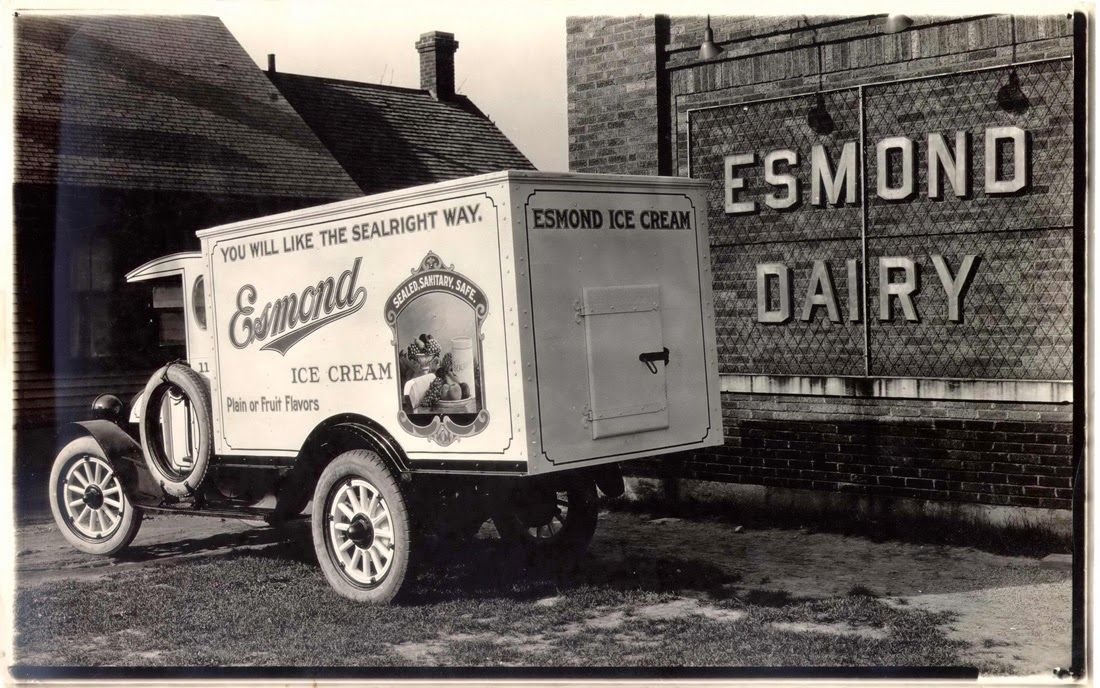 YOU WILL LIKE THE SEALRIGHT WAY.
Esmond
ICE CREAM
Plain or Fruit Flavors
SEALED, SANITARY, SAFE.
11
ESMOND ICE CREAM
ESMOND
DAIRY